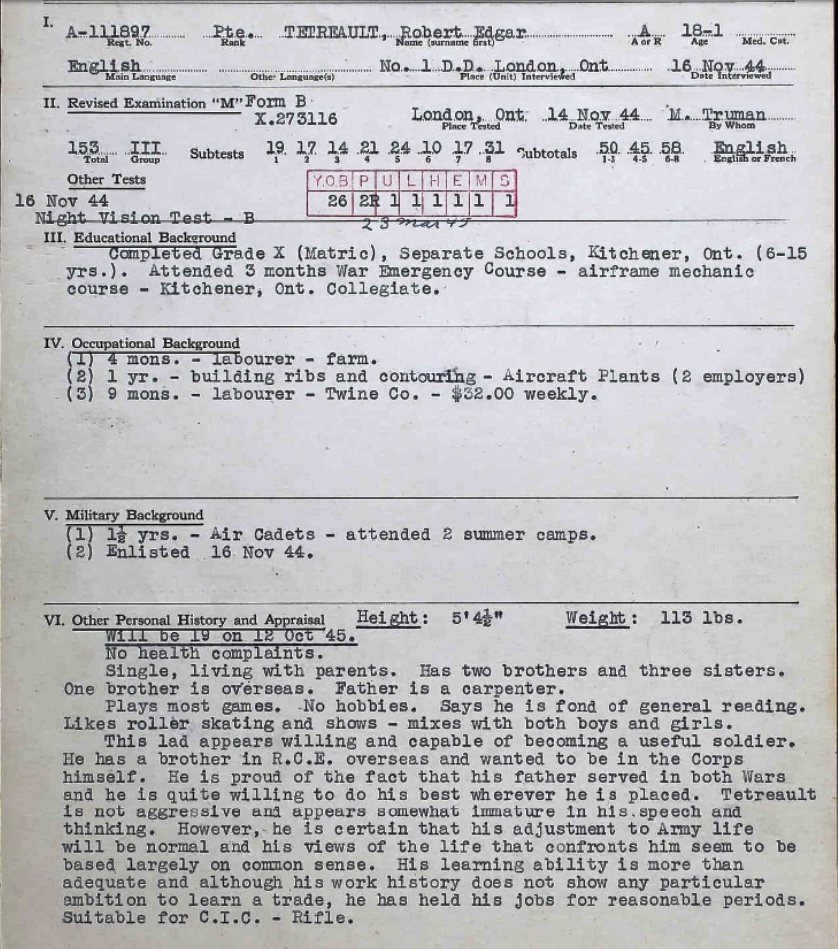 I. A-111897 Pte. TETREAULT, Robert Edgar A 18-1
Regt. No. Rank Name (surname first) A or R Age Med. Cat.
English No. 1 D.D. London, Ont 16 Nov 44
Main Language Other Language(s) Place (Unit) Interviewed Date Interviewed
II. Revised Examination "M" Form B London, Ont. 14 Nov 44 M. Truman
X.273116 Place Tested Date Tested By Whom
153 III Subtests 19 17 14 21 24 10 17 31 Subtotals 50 45 58 English
Total Group 1 2 3 4 5 6 7 8 1-3 4-5 6-8 English or French
Other Tests Y.O.B P U L H E M S
16 Nov 44 26 2R 1 1 1 1 1 1
Night Vision Test - B 23 Mar 45
III. Educational Background
Completed Grade X (Matric), Separate Schools, Kitchener, Ont. (6-15
yrs.). Attended 3 months War Emergency Course - airframe mechanic
course - Kitchener, Ont. Collegiate.
IV. Occupational Background
(1) 4 mons. - labourer - farm.
(2) 1 yr. - building ribs and contouring - Aircraft Plants (2 employers)
(3) 9 mons. - labourer - Twine Co. - $32.00 weekly.
V. Military Background
(1) 1½ yrs. - Air Cadets - attended 2 summer camps.
(2) Enlisted 16 Nov 44.
VI. Other Personal History and Appraisal Height: 5'4½" Weight: 113 lbs.
Will be 19 on 12 Oct '45.
No health complaints.
Single, living with parents. Has two brothers and three sisters.
One brother is overseas. Father is a carpenter.
Plays most games. No hobbies. Says he is fond of general reading.
Likes roller skating and shows - mixes with both boys and girls.
This lad appears willing and capable of becoming a useful soldier.
He has a brother in R.C.E. overseas and wanted to be in the Corps
himself. He is proud of the fact that his father served in both Wars
and he is quite willing to do his best wherever he is placed. Tetreault
is not aggressive and appears somewhat immature in his speech and
thinking. However, he is certain that his adjustment to Army life
will be normal and his views of the life that confronts him seem to be
based largely on common sense. His learning ability is more than
adequate and although his work history does not show any particular
ambition to learn a trade, he has held his jobs for reasonable periods.
Suitable for C.I.C. - Rifle.